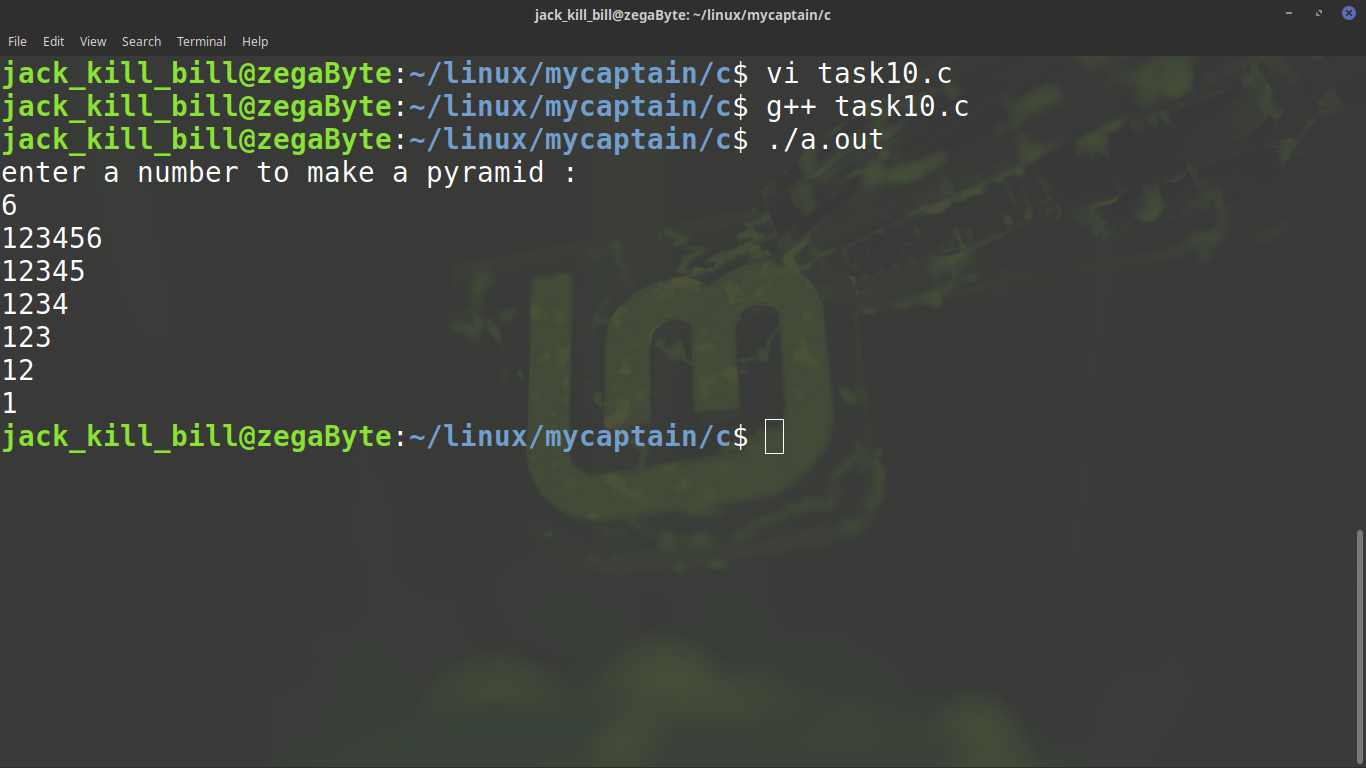 jack_kill_bill@zegaByte: ~/linux/mycaptain/c
File Edit View Search Terminal Help
jack_kill_bill@zegaByte:~/linux/mycaptain/c$ vi task10.c
jack_kill_bill@zegaByte:~/linux/mycaptain/c$ g++ task10.c
jack_kill_bill@zegaByte:~/linux/mycaptain/c$ ./a.out
enter a number to make a pyramid :
6
123456
12345
1234
123
12
1
jack_kill_bill@zegaByte:~/linux/mycaptain/c$